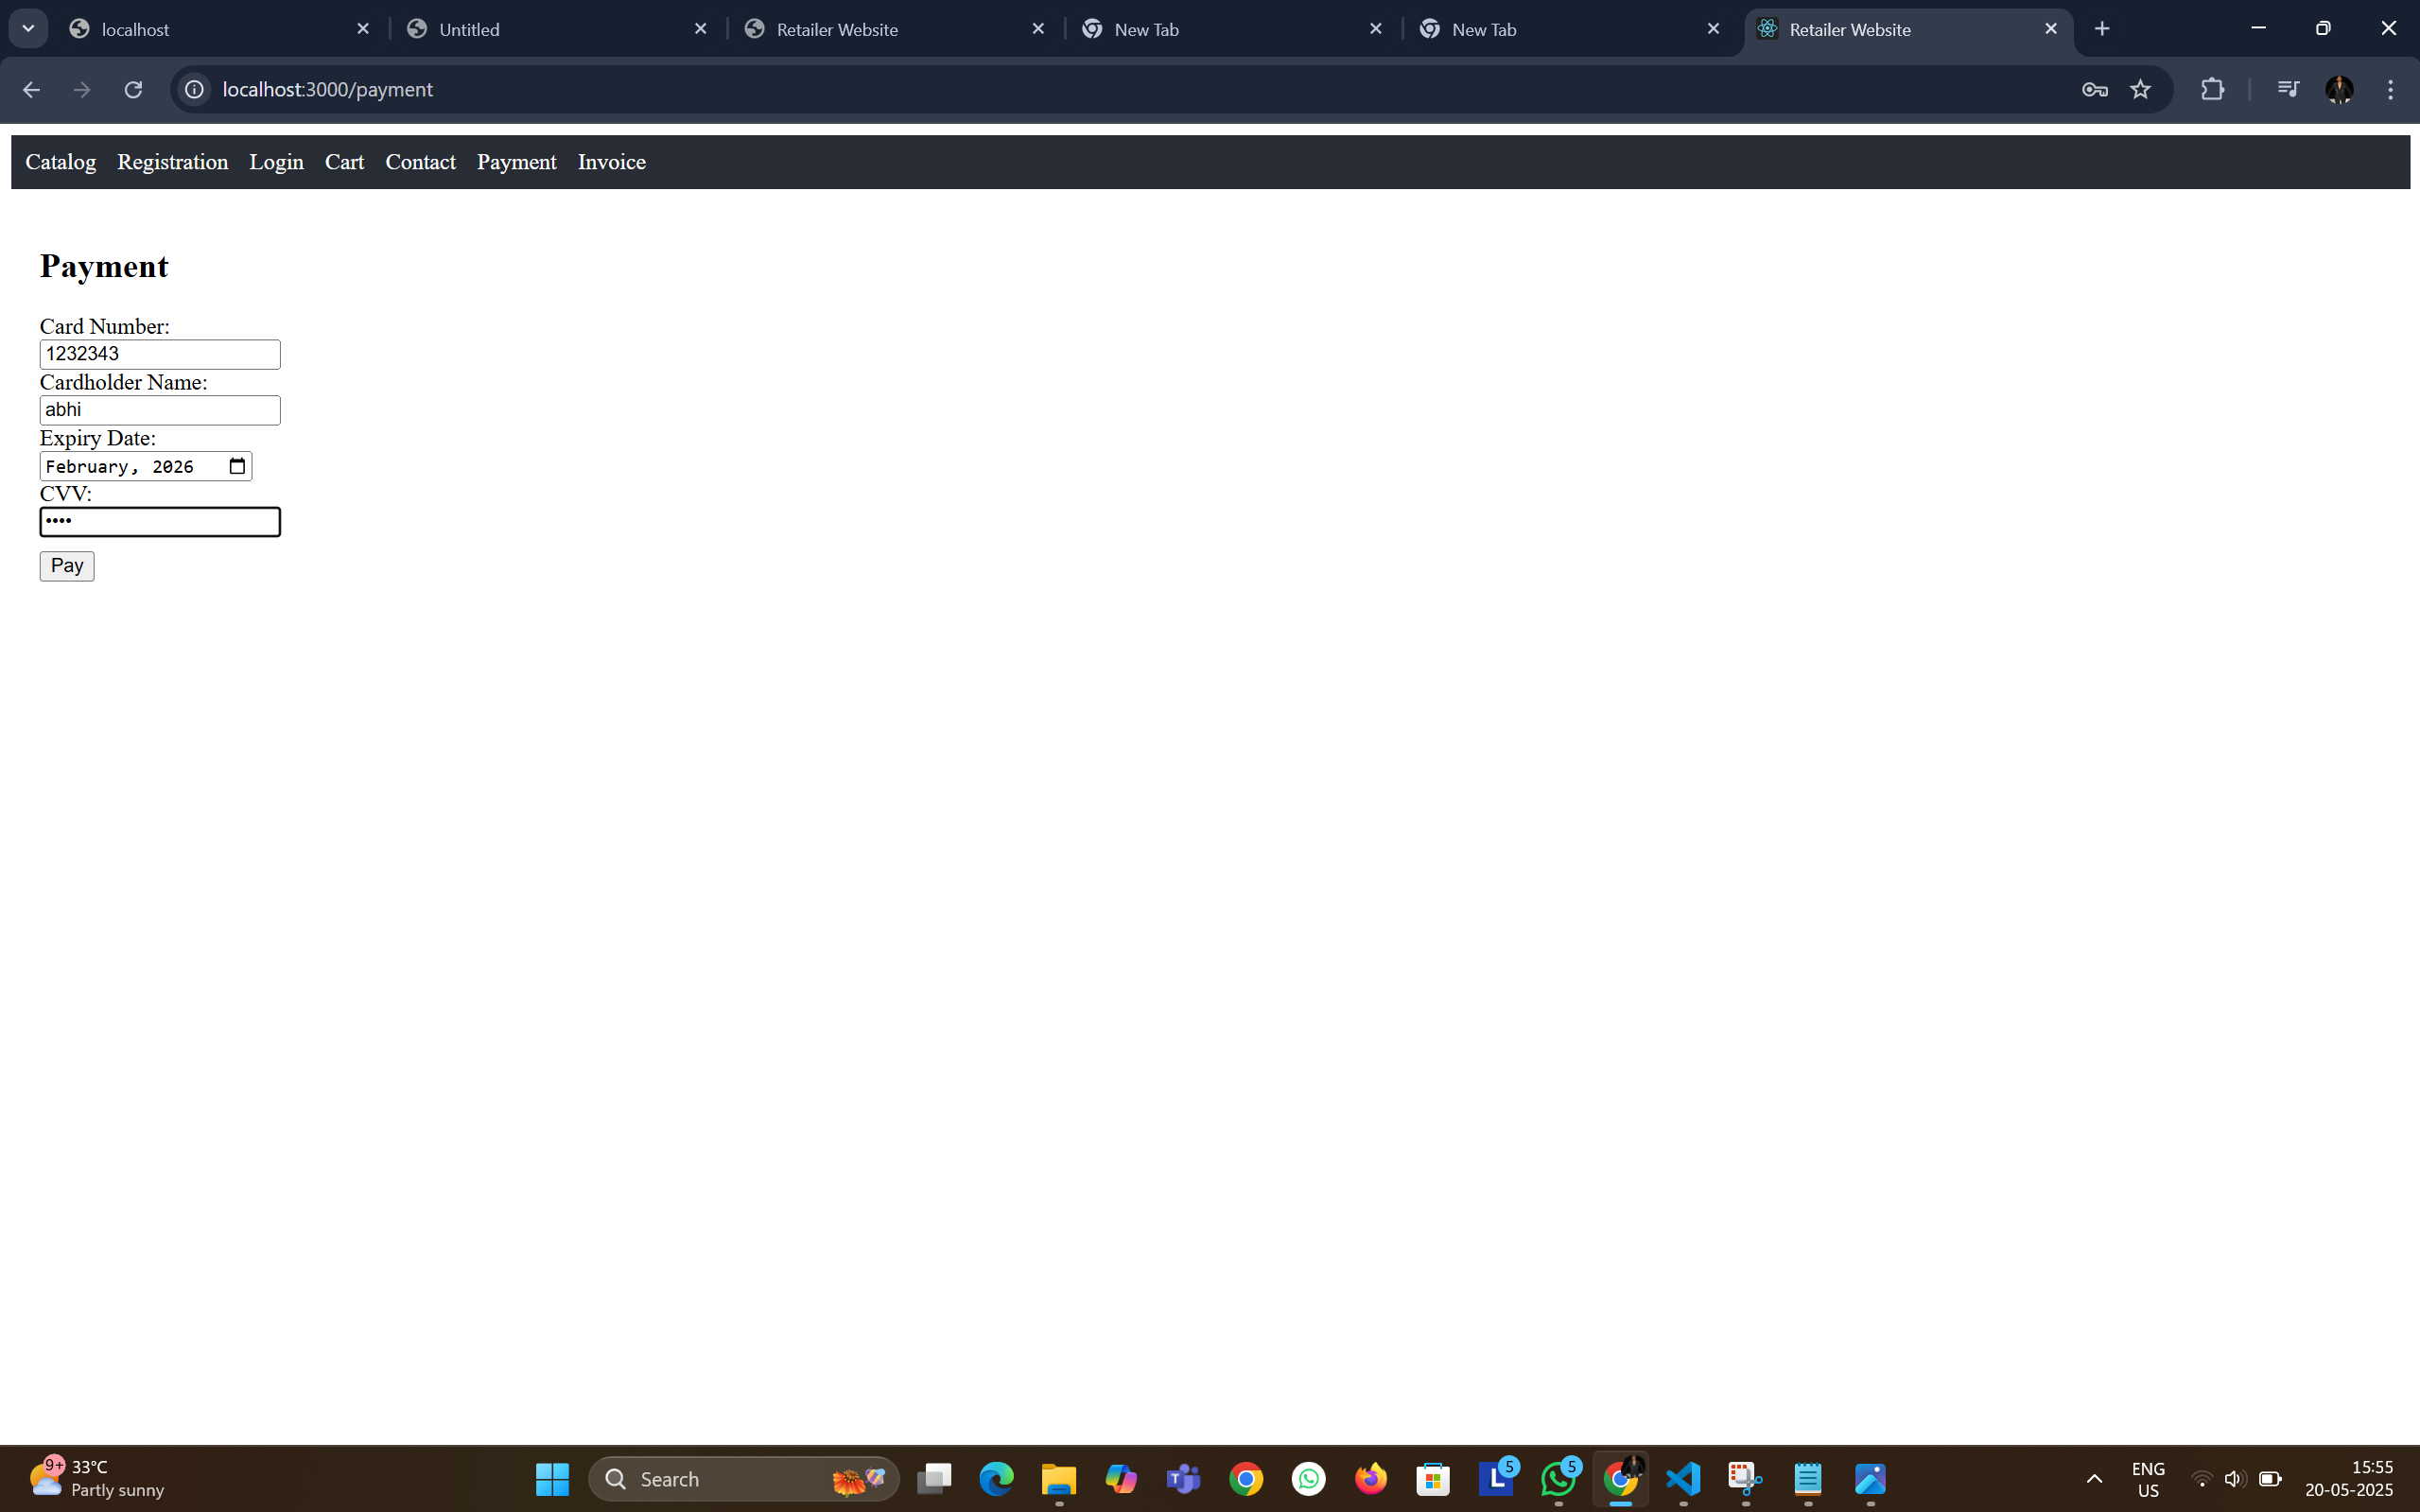 localhost
Untitled
Retailer Website
New Tab
New Tab
Retailer Website
localhost:3000/payment
Catalog Registration Login Cart Contact Payment Invoice
Payment
Card Number:
1232343
Cardholder Name:
abhi
Expiry Date:
February, 2026
CVV:
••••
Pay
9+
33°C
Partly sunny
Search
T
L
5
5
ENG
US
15:55
20-05-2025